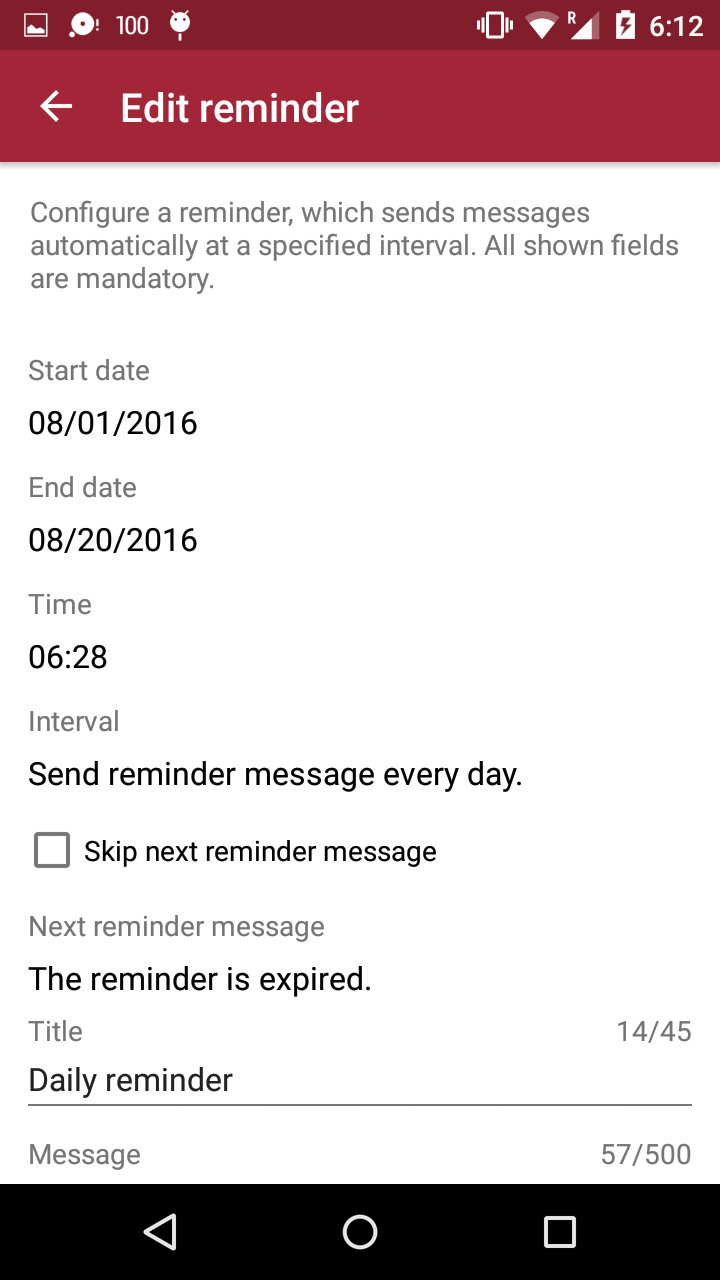 100
R
6:12
Edit reminder
Configure a reminder, which sends messages
automatically at a specified interval. All shown fields
are mandatory.
Start date
08/01/2016
End date
08/20/2016
Time
06:28
Interval
Send reminder message every day.
Skip next reminder message
Next reminder message
The reminder is expired.
Title 14/45
Daily reminder
Message 57/500